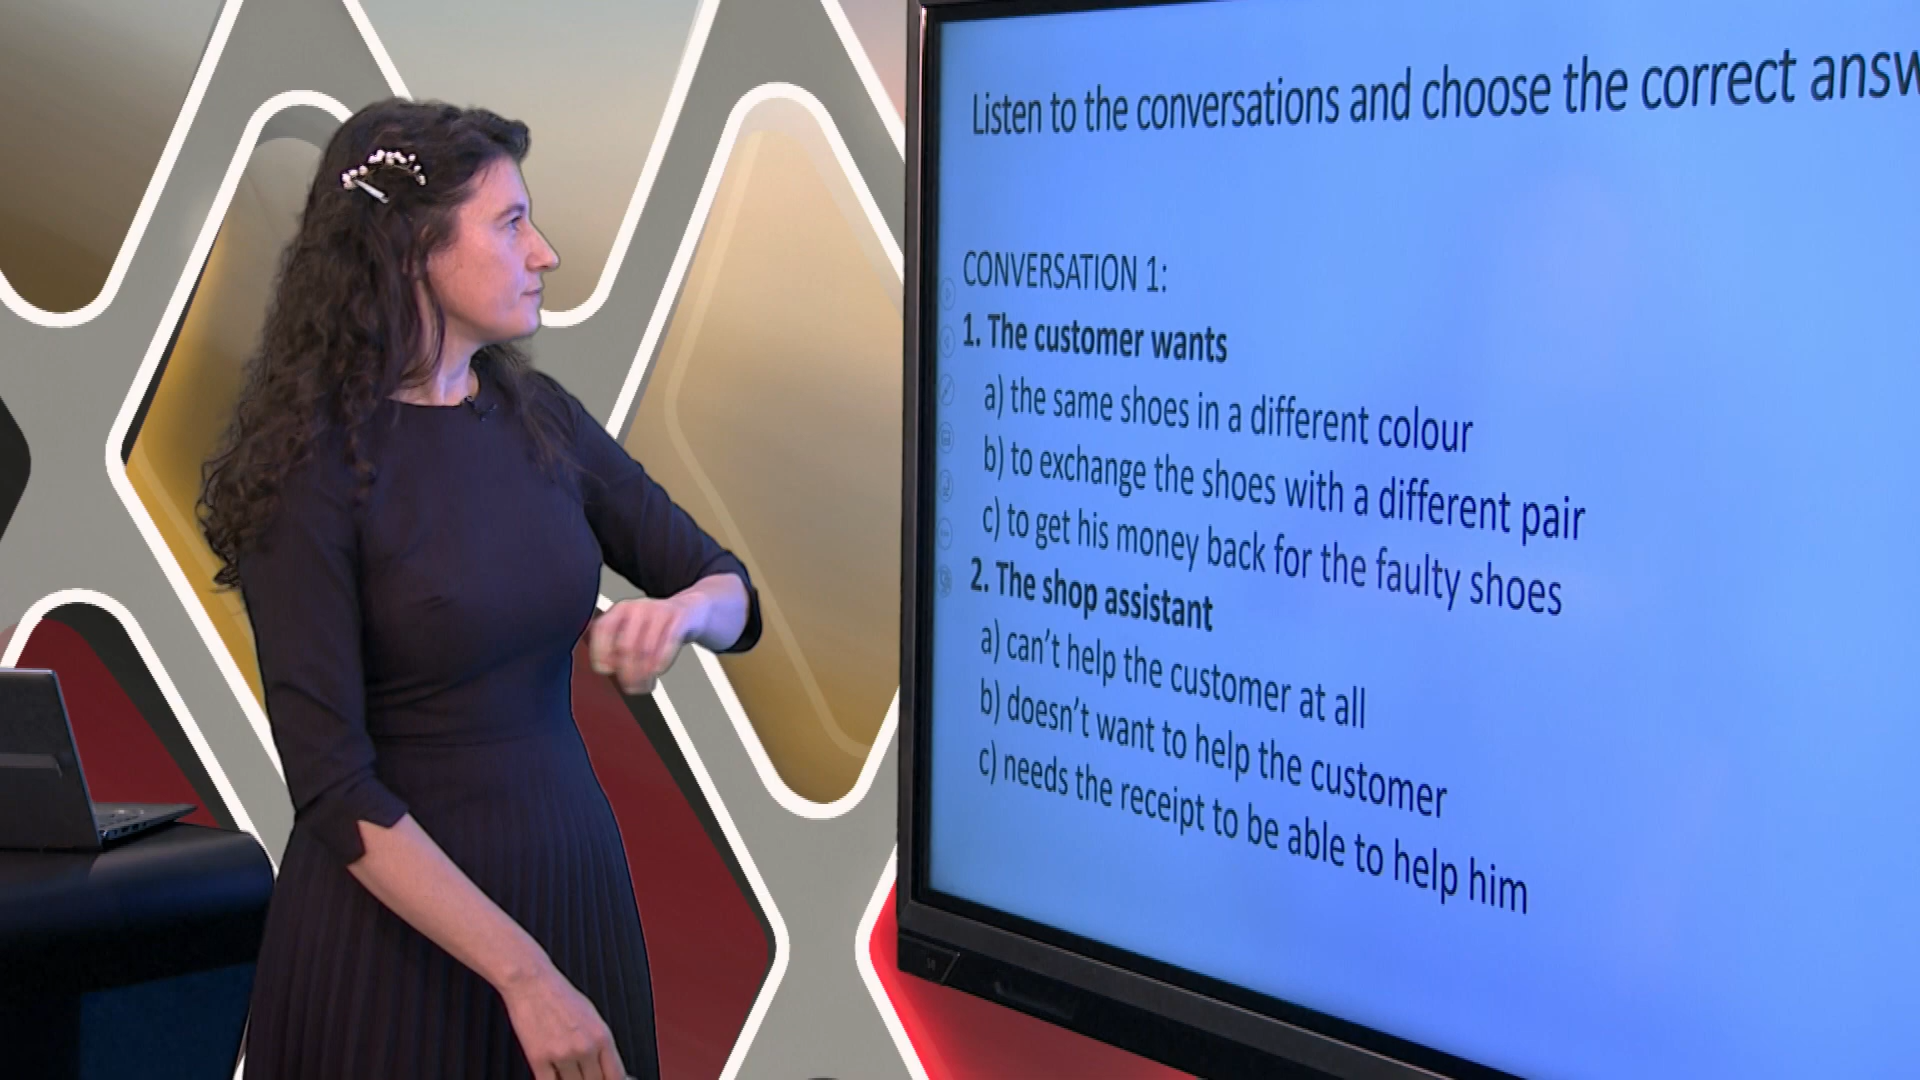 Listen to the conversations and choose the correct answ
CONVERSATION 1:
1. The customer wants
a) the same shoes in a different colour
b) to exchange the shoes with a different pair
c) to get his money back for the faulty shoes
2. The shop assistant
a) can't help the customer at all
b) doesn't want to help the customer
c) needs the receipt to be able to help him